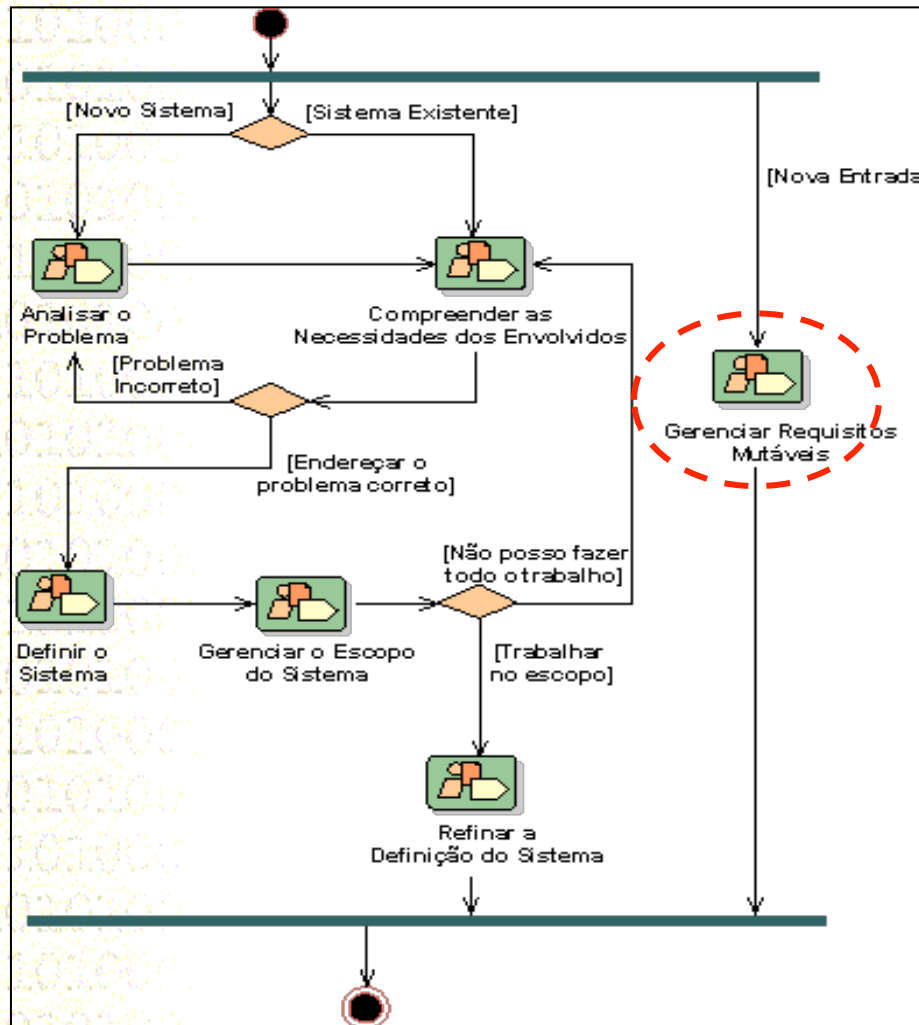 [Novo Sistema]
[Sistema Existente]
[Nova Entrada
Analisar o
Problema
Compreender as
Necessidades dos Envolvidos
[Problema
Incorreto]
Gerenciar Requisitos
Mutáveis
[Endereçar o
problema correto]
[Não posso fazer
todo o trabalho]
Definir o
Sistema
Gerenciar o Escopo
do Sistema
[Trabalhar
no escopo]
Refinar a
Definição do Sistema